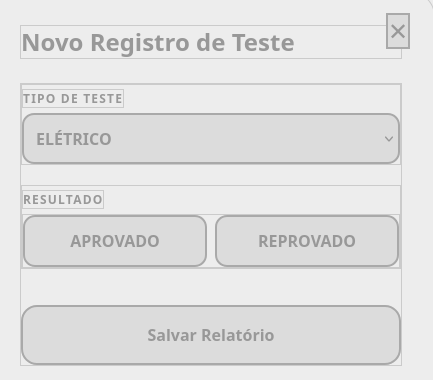 Novo Registro de Teste
TIPO DE TESTE
ELÉTRICO
RESULTADO
APROVADO
REPROVADO
Salvar Relatório